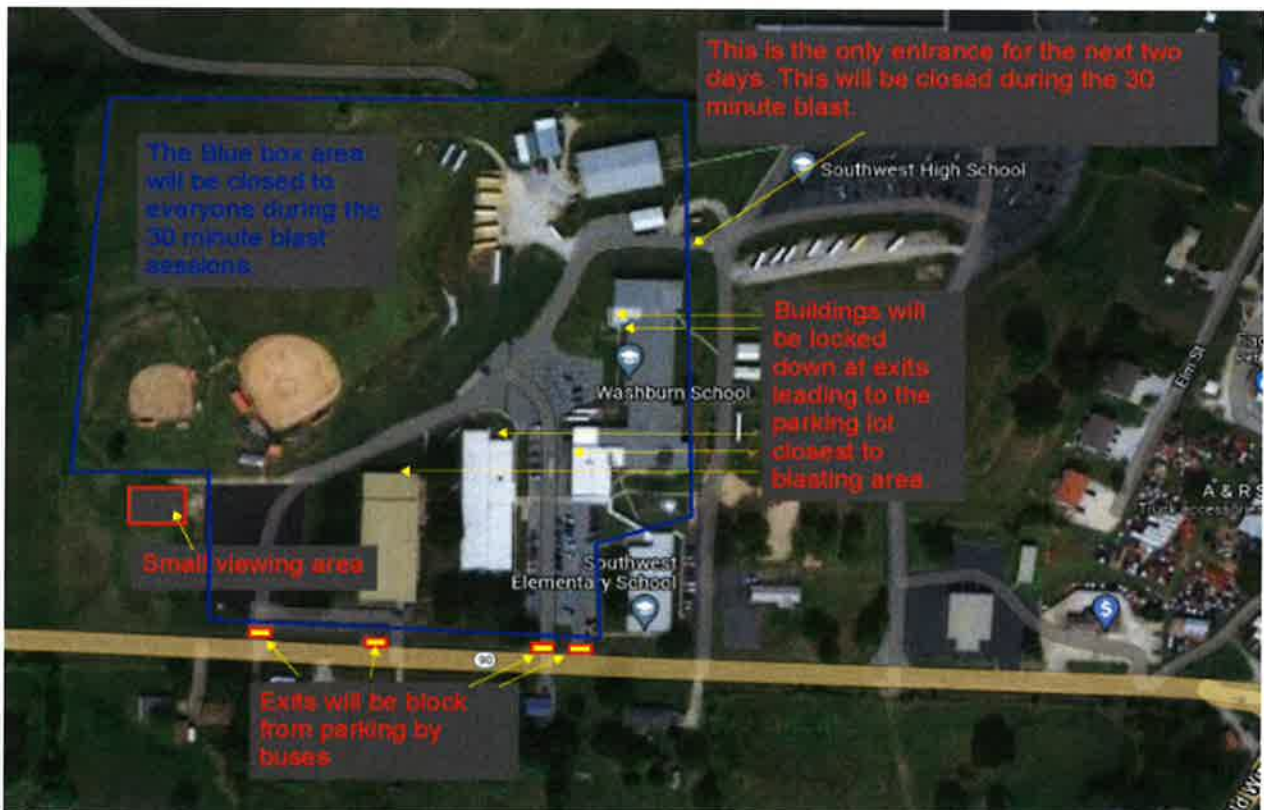 This is the only entrance for the next two
days. This will be closed during the 30
minute blast.
The Blue box area
will be closed to
everyone during the
30 minute blast
sessions.
Southwest High School
Buildings will
be locked
down at exits
leading to the
parking lot
closest to
blasting area.
Washburn School
Elm St
A & R S
Truck accessories
Small viewing area
Southwest
Elementary School
90
Exits will be block
from parking by
buses